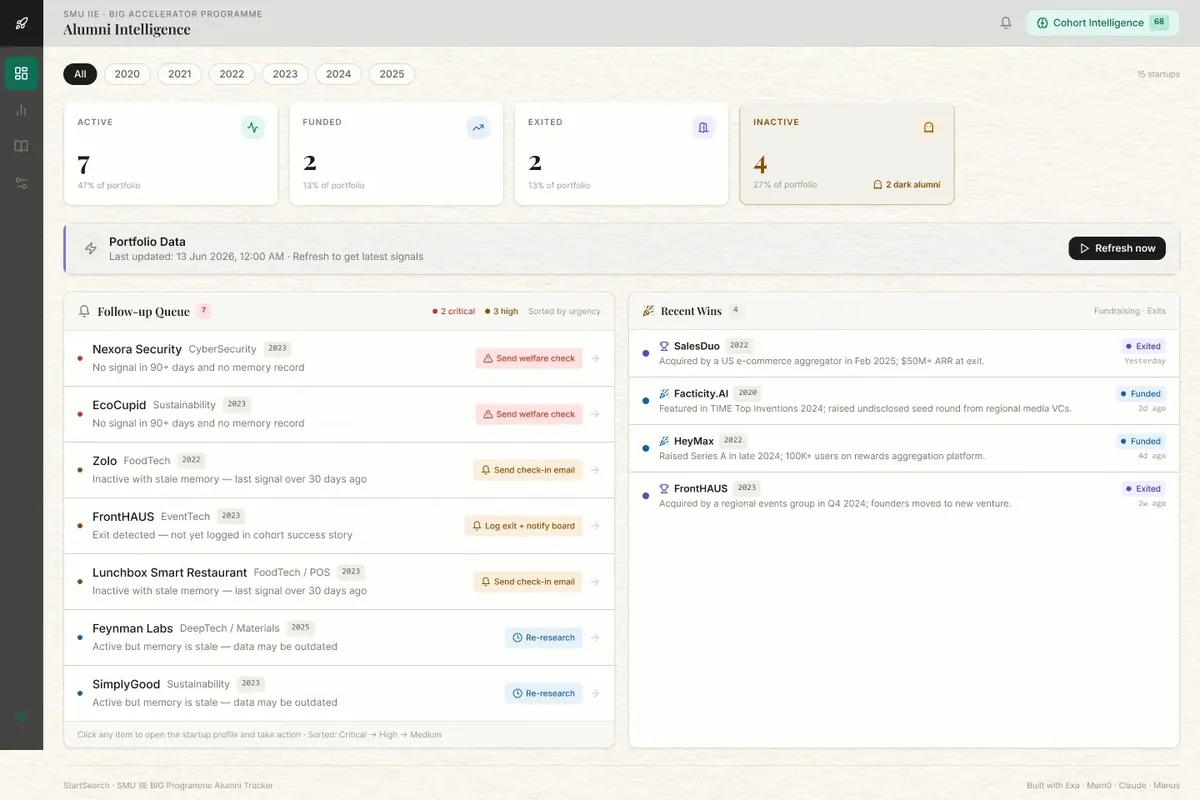 SMU IIE · BIG ACCELERATOR PROGRAMME
Alumni Intelligence
Cohort Intelligence 68
All 2020 2021 2022 2023 2024 2025
15 startups
ACTIVE
7
47% of portfolio
FUNDED
2
13% of portfolio
EXITED
2
13% of portfolio
INACTIVE
4
27% of portfolio 2 dark alumni
Portfolio Data
Last updated: 13 Jun 2026, 12:00 AM · Refresh to get latest signals
Refresh now
Follow-up Queue 7 2 critical 3 high Sorted by urgency
Nexora Security CyberSecurity 2023
No signal in 90+ days and no memory record
Send welfare check →
EcoCupid Sustainability 2023
No signal in 90+ days and no memory record
Send welfare check →
Zolo FoodTech 2022
Inactive with stale memory — last signal over 30 days ago
Send check-in email →
FrontHAUS EventTech 2023
Exit detected — not yet logged in cohort success story
Log exit + notify board →
Lunchbox Smart Restaurant FoodTech / POS 2023
Inactive with stale memory — last signal over 30 days ago
Send check-in email →
Feynman Labs DeepTech / Materials 2025
Active but memory is stale — data may be outdated
Re-research →
SimplyGood Sustainability 2023
Active but memory is stale — data may be outdated
Re-research →
Click any item to open the startup profile and take action · Sorted: Critical → High → Medium
Recent Wins 4 Fundraising · Exits
SalesDuo 2022 Exited
Acquired by a US e-commerce aggregator in Feb 2025; $50M+ ARR at exit. Yesterday
Facticity.AI 2020 Funded
Featured in TIME Top Inventions 2024; raised undisclosed seed round from regional media VCs. 2d ago
HeyMax 2022 Funded
Raised Series A in late 2024; 100K+ users on rewards aggregation platform. 4d ago
FrontHAUS 2023 Exited
Acquired by a regional events group in Q4 2024; founders moved to new venture. 2w ago
StartSearch · SMU IIE BIG Programme Alumni Tracker
Built with Exa · Mem0 · Claude · Manus